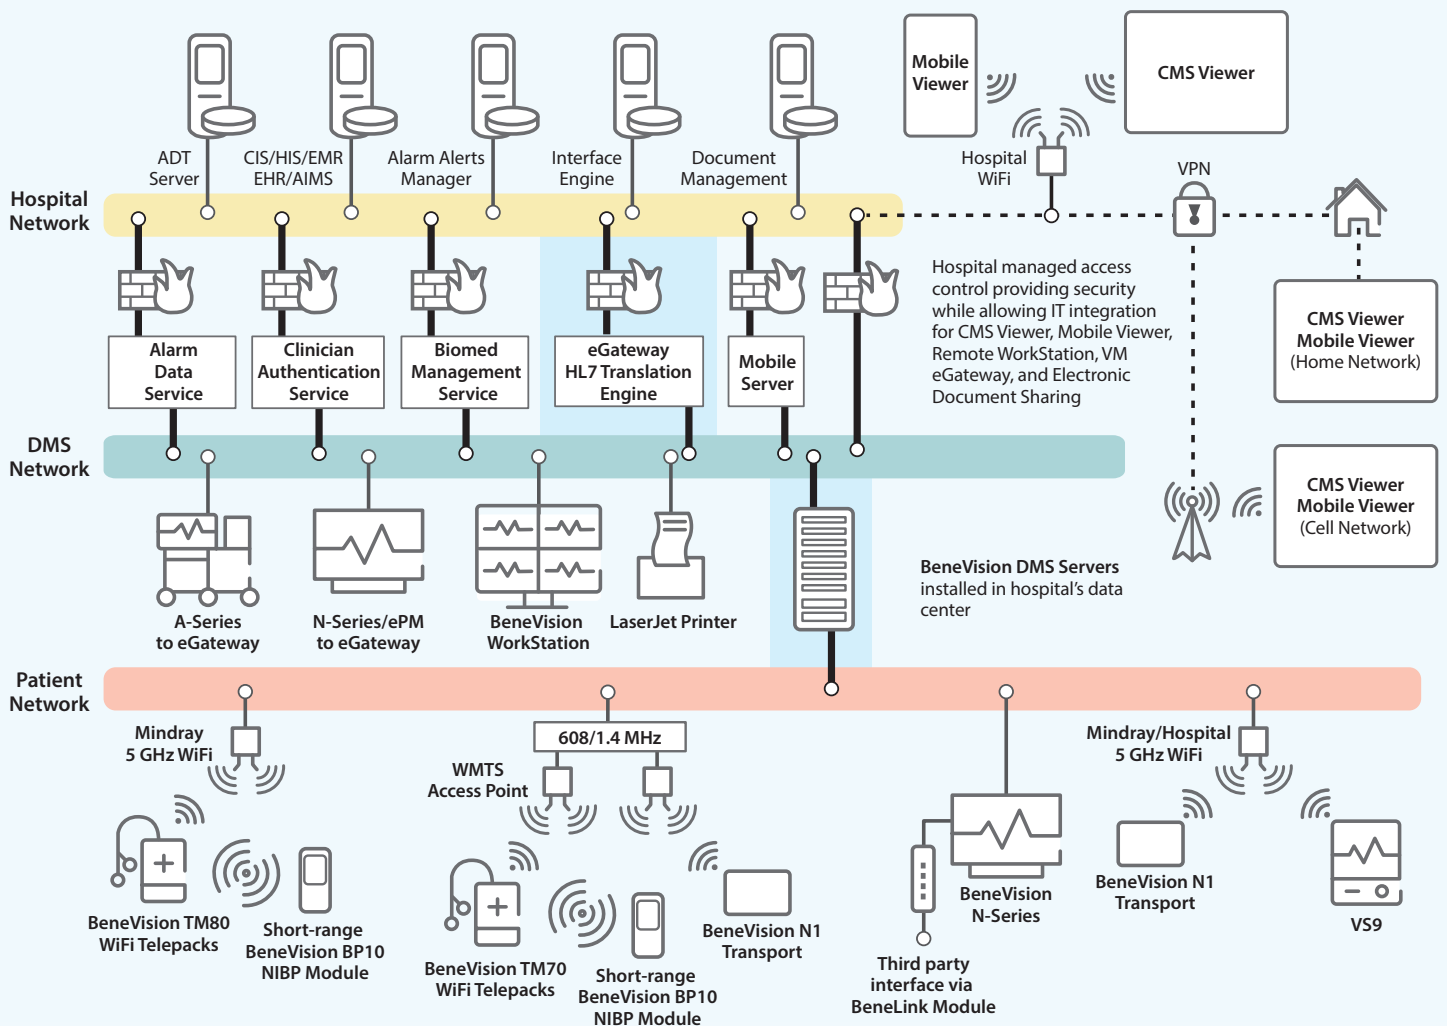 Mobile
Viewer
CMS Viewer
ADT
Server
CIS/HIS/EMR
EHR/AIMS
Alarm Alerts
Manager
Interface
Engine
Document
Management
Hospital
WiFi
VPN
Hospital
Network
Alarm
Data
Service
Clinician
Authentication
Service
Biomed
Management
Service
eGateway
HL7 Translation
Engine
Mobile
Server
Hospital managed access
control providing security
while allowing IT integration
for CMS Viewer, Mobile Viewer,
Remote WorkStation, VM
eGateway, and Electronic
Document Sharing
CMS Viewer
Mobile Viewer
(Home Network)
DMS
Network
CMS Viewer
Mobile Viewer
(Cell Network)
A-Series
to eGateway
N-Series/ePM
to eGateway
BeneVision
WorkStation
LaserJet Printer
BeneVision DMS Servers
installed in hospital's data
center
Patient
Network
Mindray
5 GHz WiFi
608/1.4 MHz
WMTS
Access Point
Mindray/Hospital
5 GHz WiFi
BeneVision TM80
WiFi Telepacks
Short-range
BeneVision BP10
NIBP Module
BeneVision TM70
WiFi Telepacks
Short-range
BeneVision BP10
NIBP Module
BeneVision N1
Transport
BeneVision
N-Series
Third party
interface via
BeneLink Module
BeneVision N1
Transport
VS9